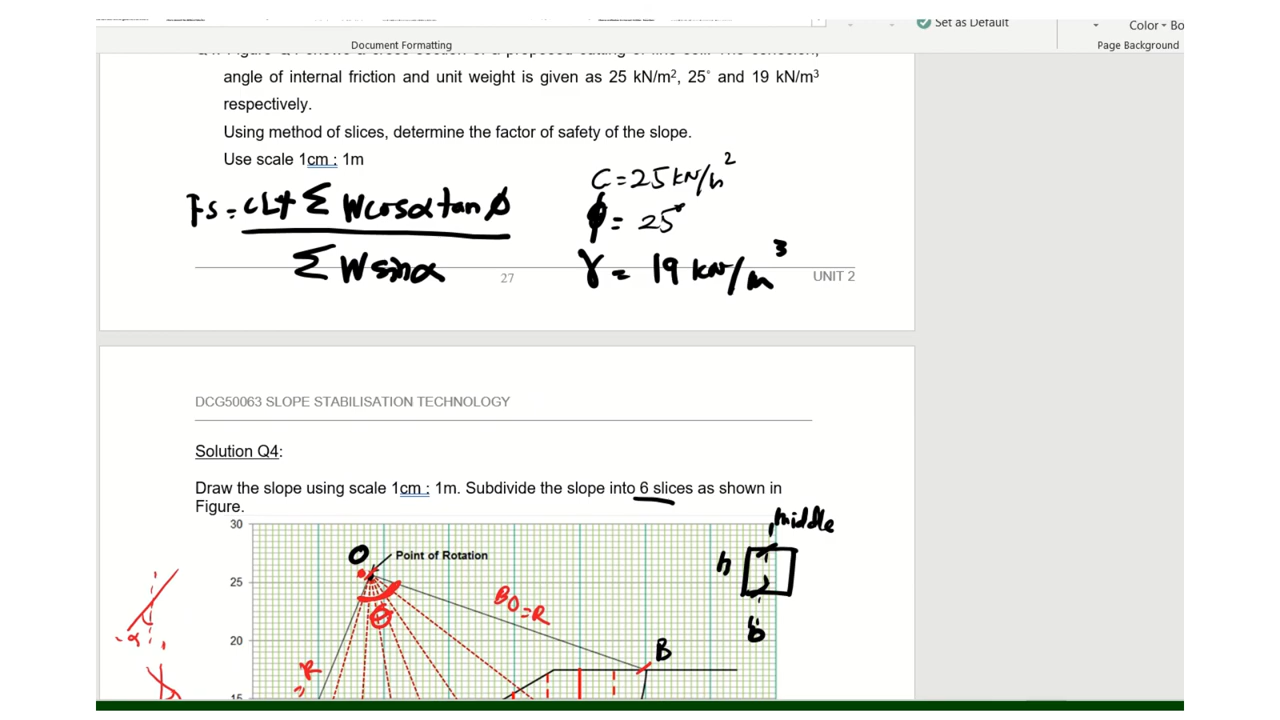 Set as Default
Color
Document Formatting
Page Background
angle of internal friction and unit weight is given as 25 kN/m², 25° and 19 kN/m³
respectively.
Using method of slices, determine the factor of safety of the slope.
Use scale 1cm : 1m
C = 25 kN/m²
Fs = CL + Σ Wcosα tan Ø
Σ W sinα
Ø = 25°
γ = 19 kN/m³
27
UNIT 2
DCG50063 SLOPE STABILISATION TECHNOLOGY
Solution Q4:
Draw the slope using scale 1cm : 1m. Subdivide the slope into 6 slices as shown in
Figure.
30
middle
O
Point of Rotation
h
25
BO = R
θ
b
α
20
B
R
=
15